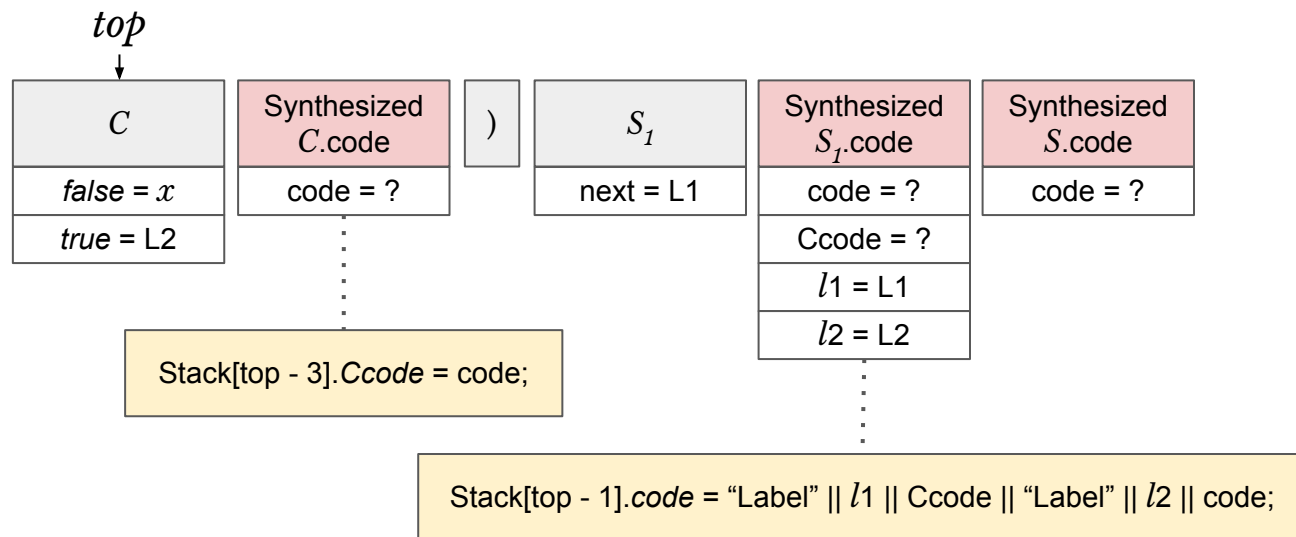 top
C
Synthesized
C.code
)
S₁
Synthesized
S₁.code
Synthesized
S.code
false = x
code = ?
next = L1
code = ?
code = ?
true = L2
Ccode = ?
l1 = L1
l2 = L2
Stack[top - 3].Ccode = code;
Stack[top - 1].code = “Label” || l1 || Ccode || “Label” || l2 || code;